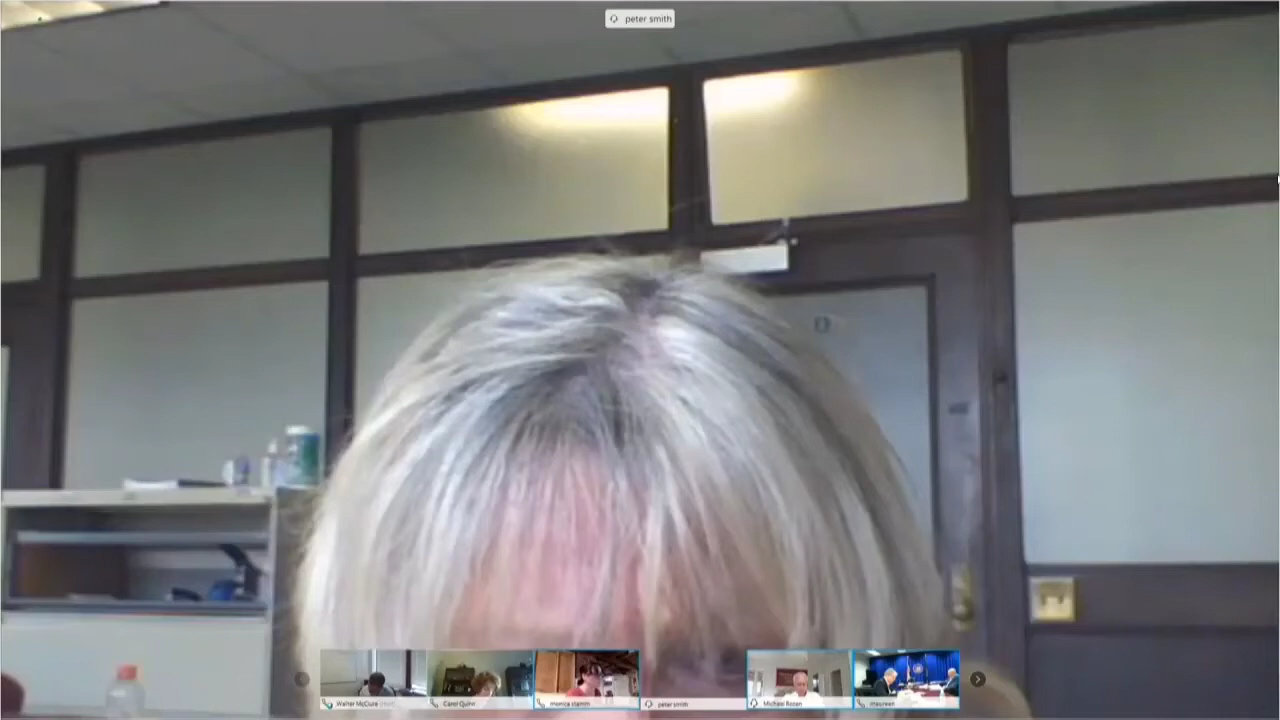 peter smith
Walter McClure
Carol Quinn
monica stamm
peter smith
Michael Rosen
maureen